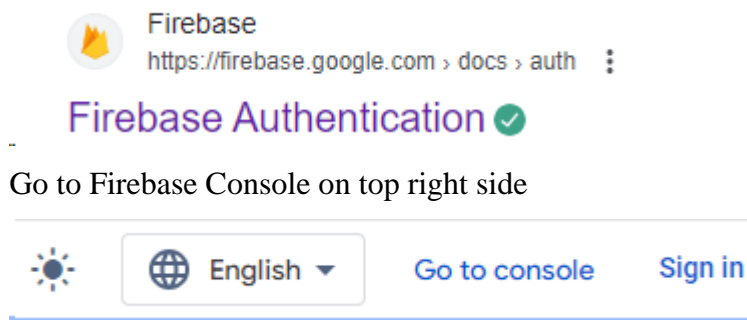 Firebase
https://firebase.google.com › docs › auth
Firebase Authentication
Go to Firebase Console on top right side
English Go to console Sign in